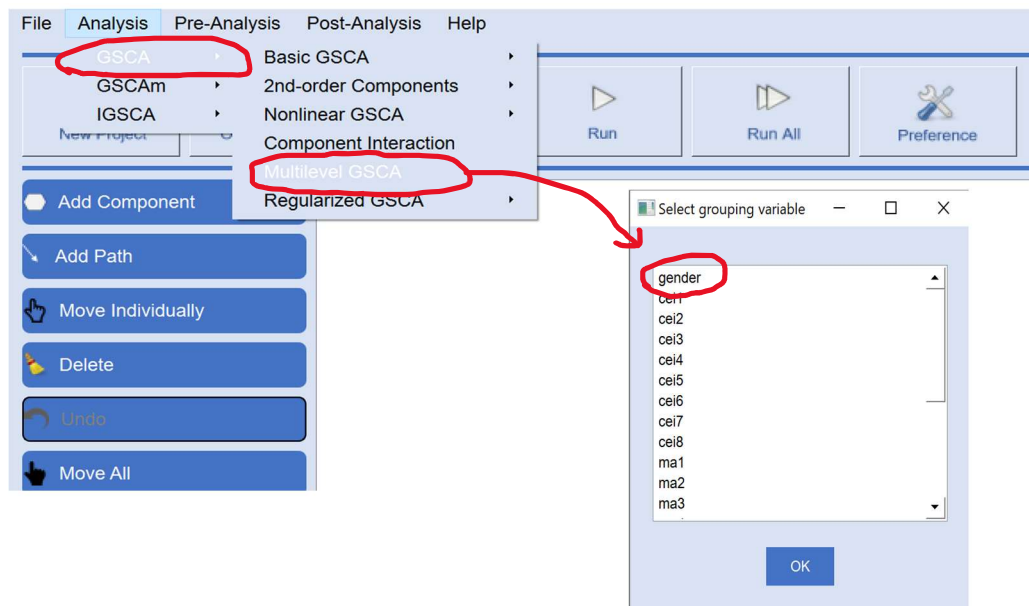 File Analysis Pre-Analysis Post-Analysis Help
GSCA
GSCAm
IGSCA
Basic GSCA
2nd-order Components
Nonlinear GSCA
Component Interaction
Multilevel GSCA
Regularized GSCA
New Project
Run
Run All
Preference
Add Component
Add Path
Move Individually
Delete
Undo
Move All
Select grouping variable
gender
cei1
cei2
cei3
cei4
cei5
cei6
cei7
cei8
ma1
ma2
ma3
OK